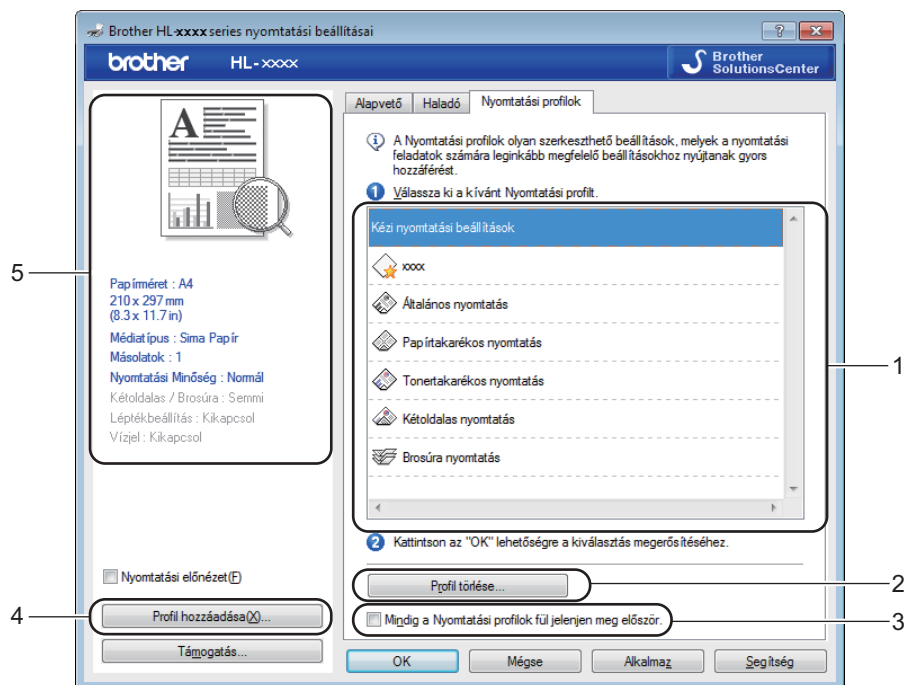 Brother HL-xxxx series nyomtatási beállításai
brother HL-xxxx
Brother
SolutionsCenter
A
Papírméret : A4
210 x 297 mm
(8.3 x 11.7 in)
Médiatípus : Sima Papír
Másolatok : 1
Nyomtatási Minőség : Normál
Kétoldalas / Brosúra : Semmi
Léptékbeállítás : Kikapcsol
Vízjel : Kikapcsol
5
Nyomtatási előnézet(F)
4
Profil hozzáadása(X)...
Támogatás...
Alapvető Haladó Nyomtatási profilok
A Nyomtatási profilok olyan szerkeszthető beállítások, melyek a nyomtatási
feladatok számára leginkább megfelelő beállításokhoz nyújtanak gyors
hozzáférést.
1 Válassza ki a kívánt Nyomtatási profilt.
Kézi nyomtatási beállítások
xxxx
Általános nyomtatás
Papírtakarékos nyomtatás
Tonertakarékos nyomtatás
Kétoldalas nyomtatás
Brosúra nyomtatás
1
2 Kattintson az "OK" lehetőségre a kiválasztás megerősítéséhez.
Profil törlése...
2
Mindig a Nyomtatási profilok fül jelenjen meg először.
3
OK Mégse Alkalmaz Segítség